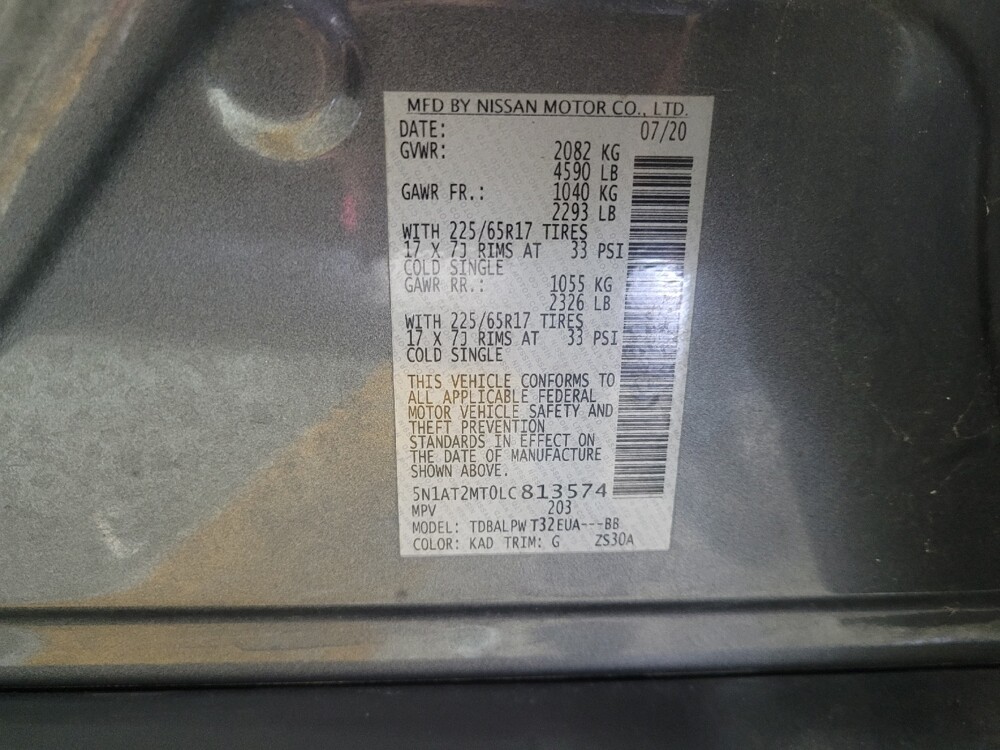 MFD BY NISSAN MOTOR CO., LTD.
DATE: 07/20
GVWR: 2082 KG
4590 LB
GAWR FR.: 1040 KG
2293 LB
WITH 225/65R17 TIRES
17 X 7J RIMS AT 33 PSI
COLD SINGLE
GAWR RR.: 1055 KG
2326 LB
WITH 225/65R17 TIRES
17 X 7J RIMS AT 33 PSI
COLD SINGLE
THIS VEHICLE CONFORMS TO
ALL APPLICABLE FEDERAL
MOTOR VEHICLE SAFETY AND
THEFT PREVENTION
STANDARDS IN EFFECT ON
THE DATE OF MANUFACTURE
SHOWN ABOVE.
5N1AT2MT0LC813574
MPV 203
MODEL: TDBALPWT32EUA---BB
COLOR: KAD TRIM: G ZS30A